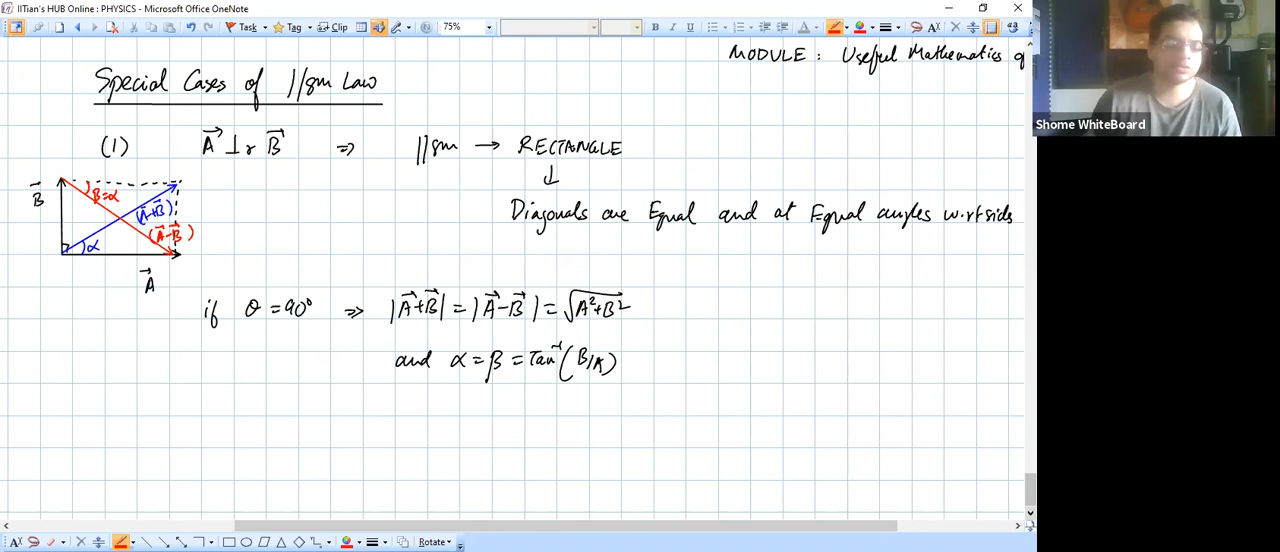 IITian's HUB Online : PHYSICS - Microsoft Office OneNote
Task Tag Clip 75% B I U
MODULE : Useful Mathematics of
Special Cases of ||gm Law
(1) A⃗ ⊥r B⃗ ⇒ ||gm → RECTANGLE
↓
Diagonals are Equal and at Equal angles w.r.t sides
B⃗
β=α
(A⃗+B⃗)
(A⃗-B⃗)
α
A⃗
if θ = 90° ⇒ |A⃗+B⃗| = |A⃗-B⃗| = √A²+B²
and α = β = Tan⁻¹(B/A)
Shome WhiteBoard
Rotate